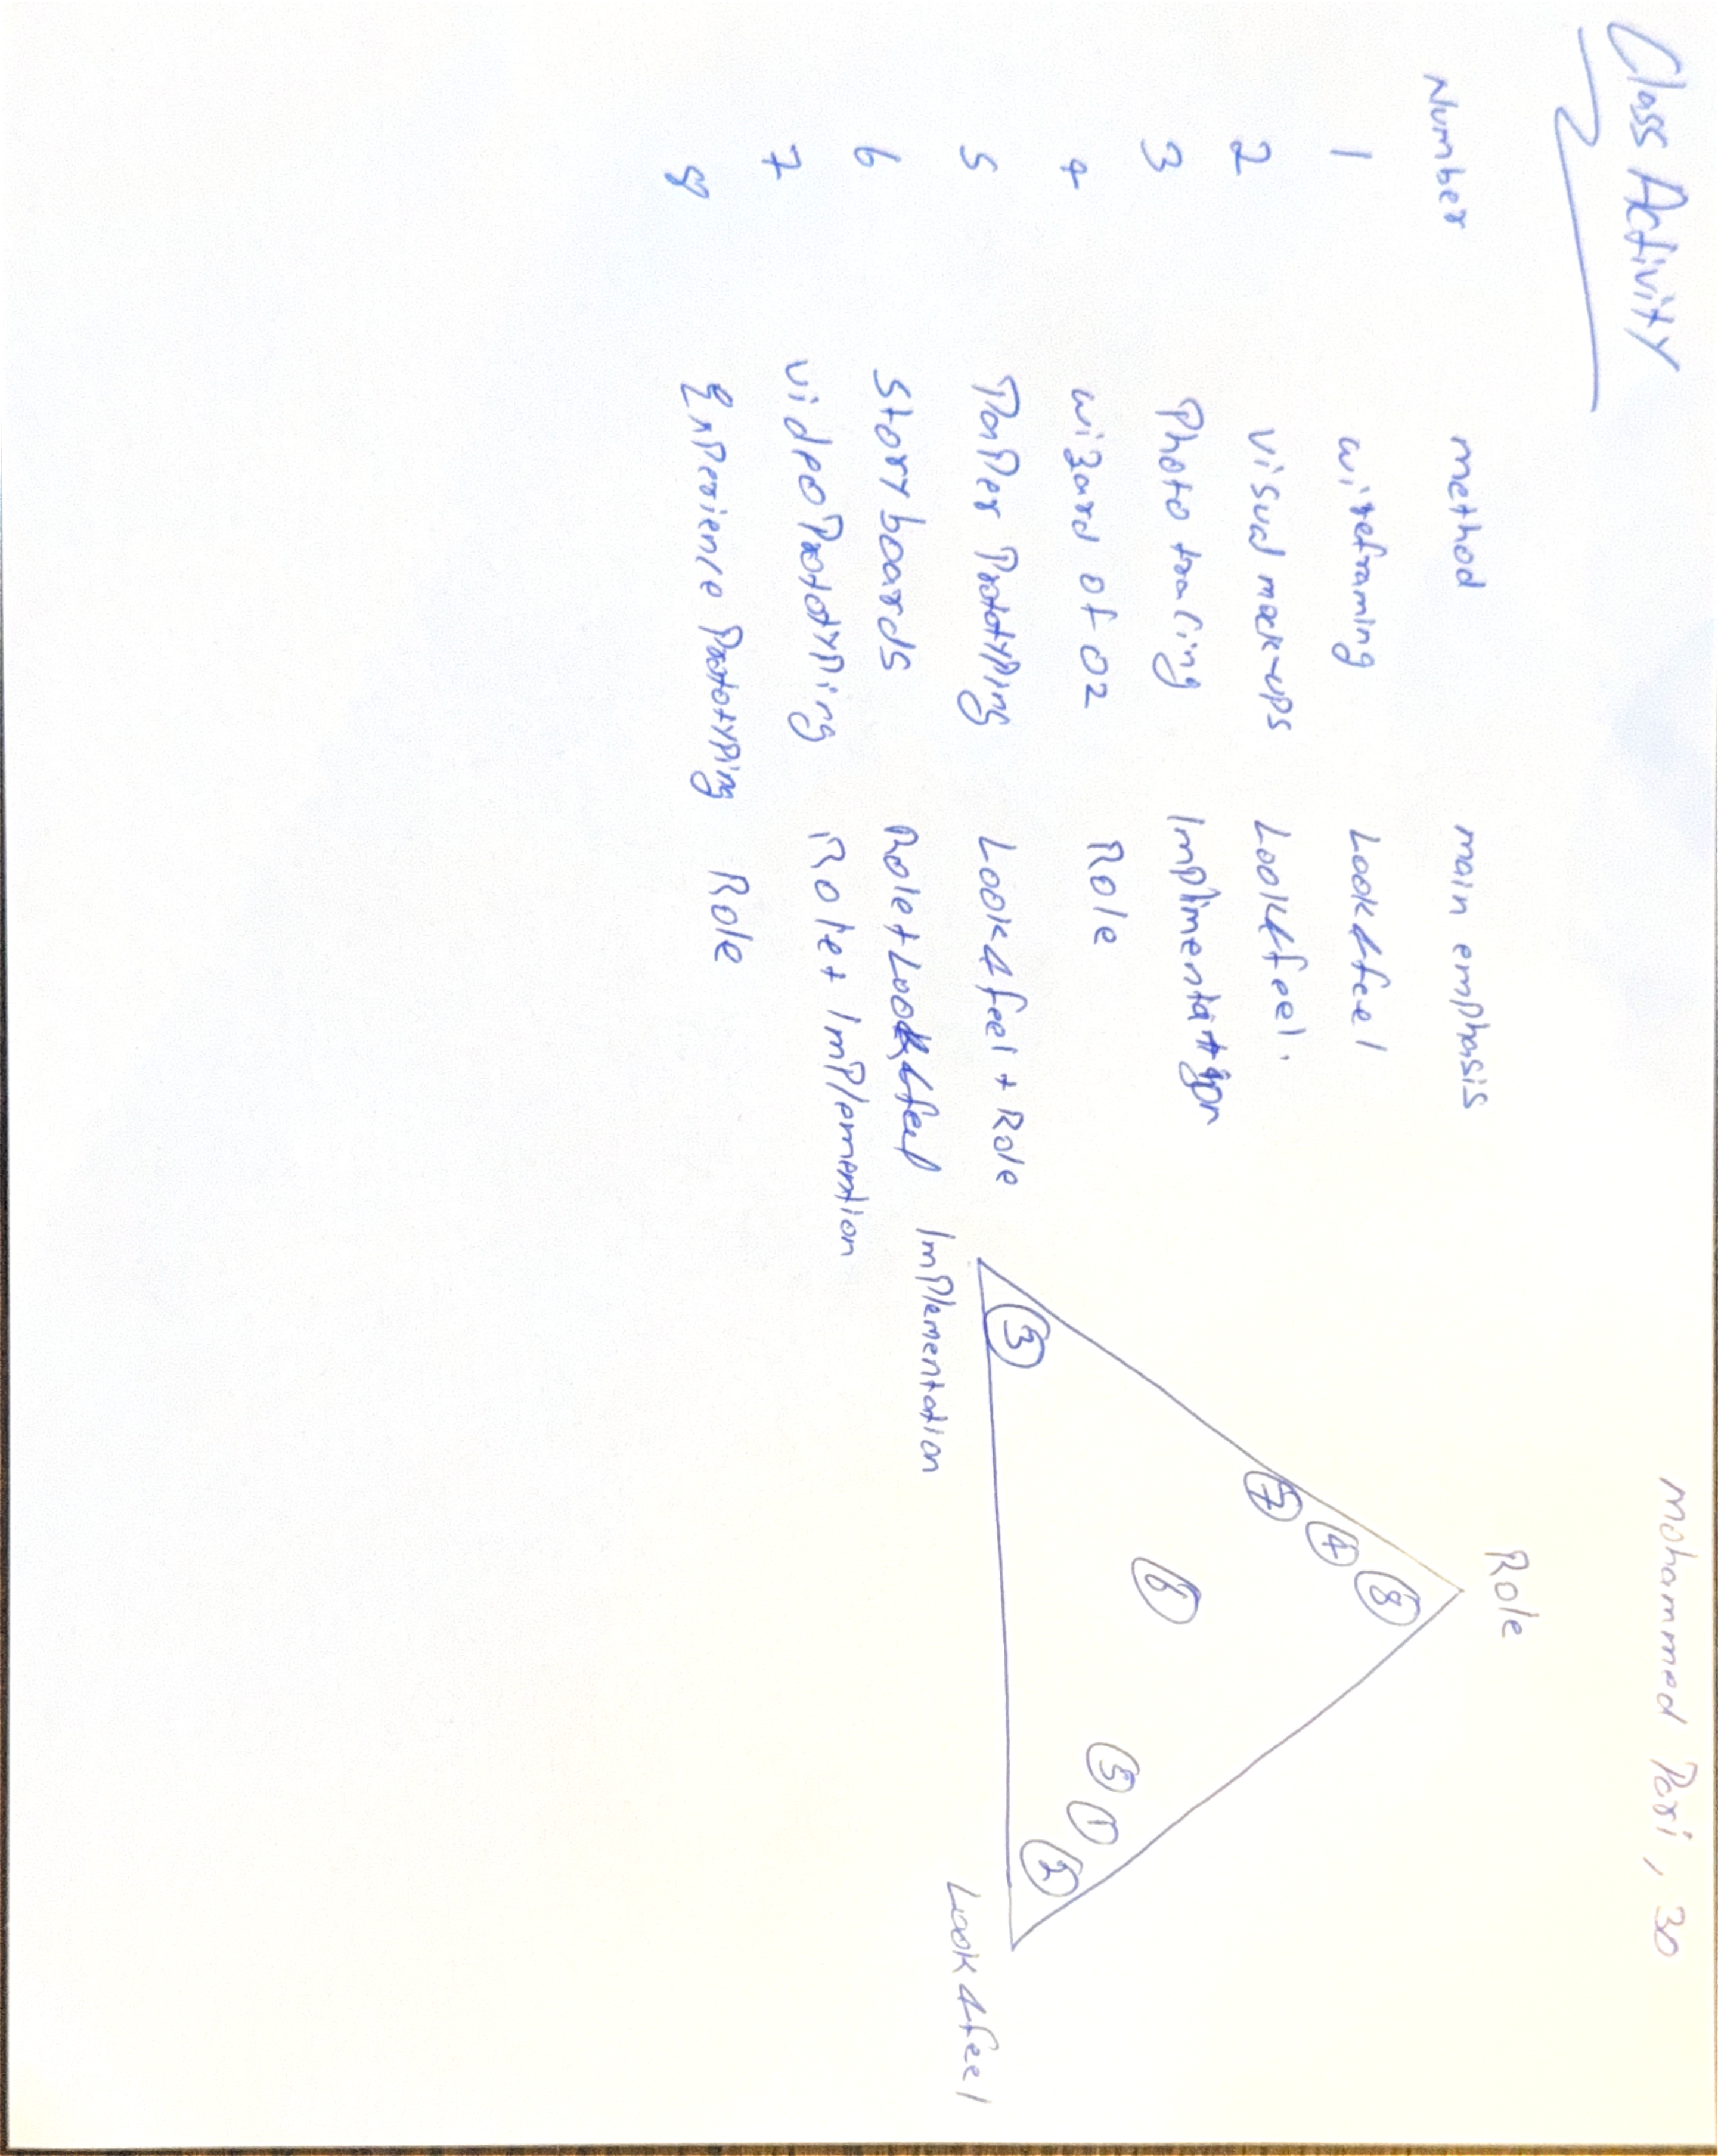 Class Activity
Mohammed Pari, 30
Number method main emphasis
1 wireframing Look & feel
2 visual mock-ups Look & feel.
3 Photo tracing Implimentation
4 wizard of oz Role
5 Paper Prototyping Look & feel + Role
6 Story boards Role + Look & feel
7 video Prototyping Role + Implemention
8 Experience Prototyping Role
Role
8
4
7
6
5
1
3
2
Implementation
Look & feel